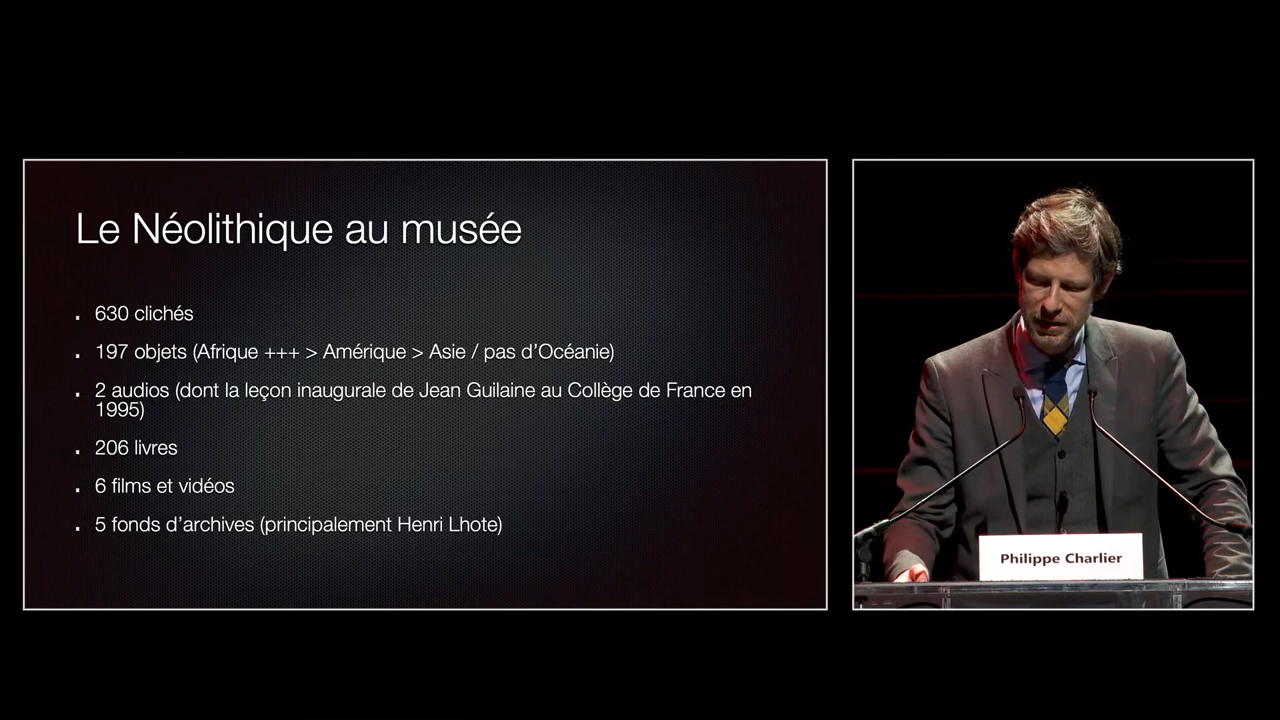 Le Néolithique au musée
630 clichés
197 objets (Afrique +++ > Amérique > Asie / pas d'Océanie)
2 audios (dont la leçon inaugurale de Jean Guilaine au Collège de France en
1995)
206 livres
6 films et vidéos
5 fonds d'archives (principalement Henri Lhote)
Philippe Charlier